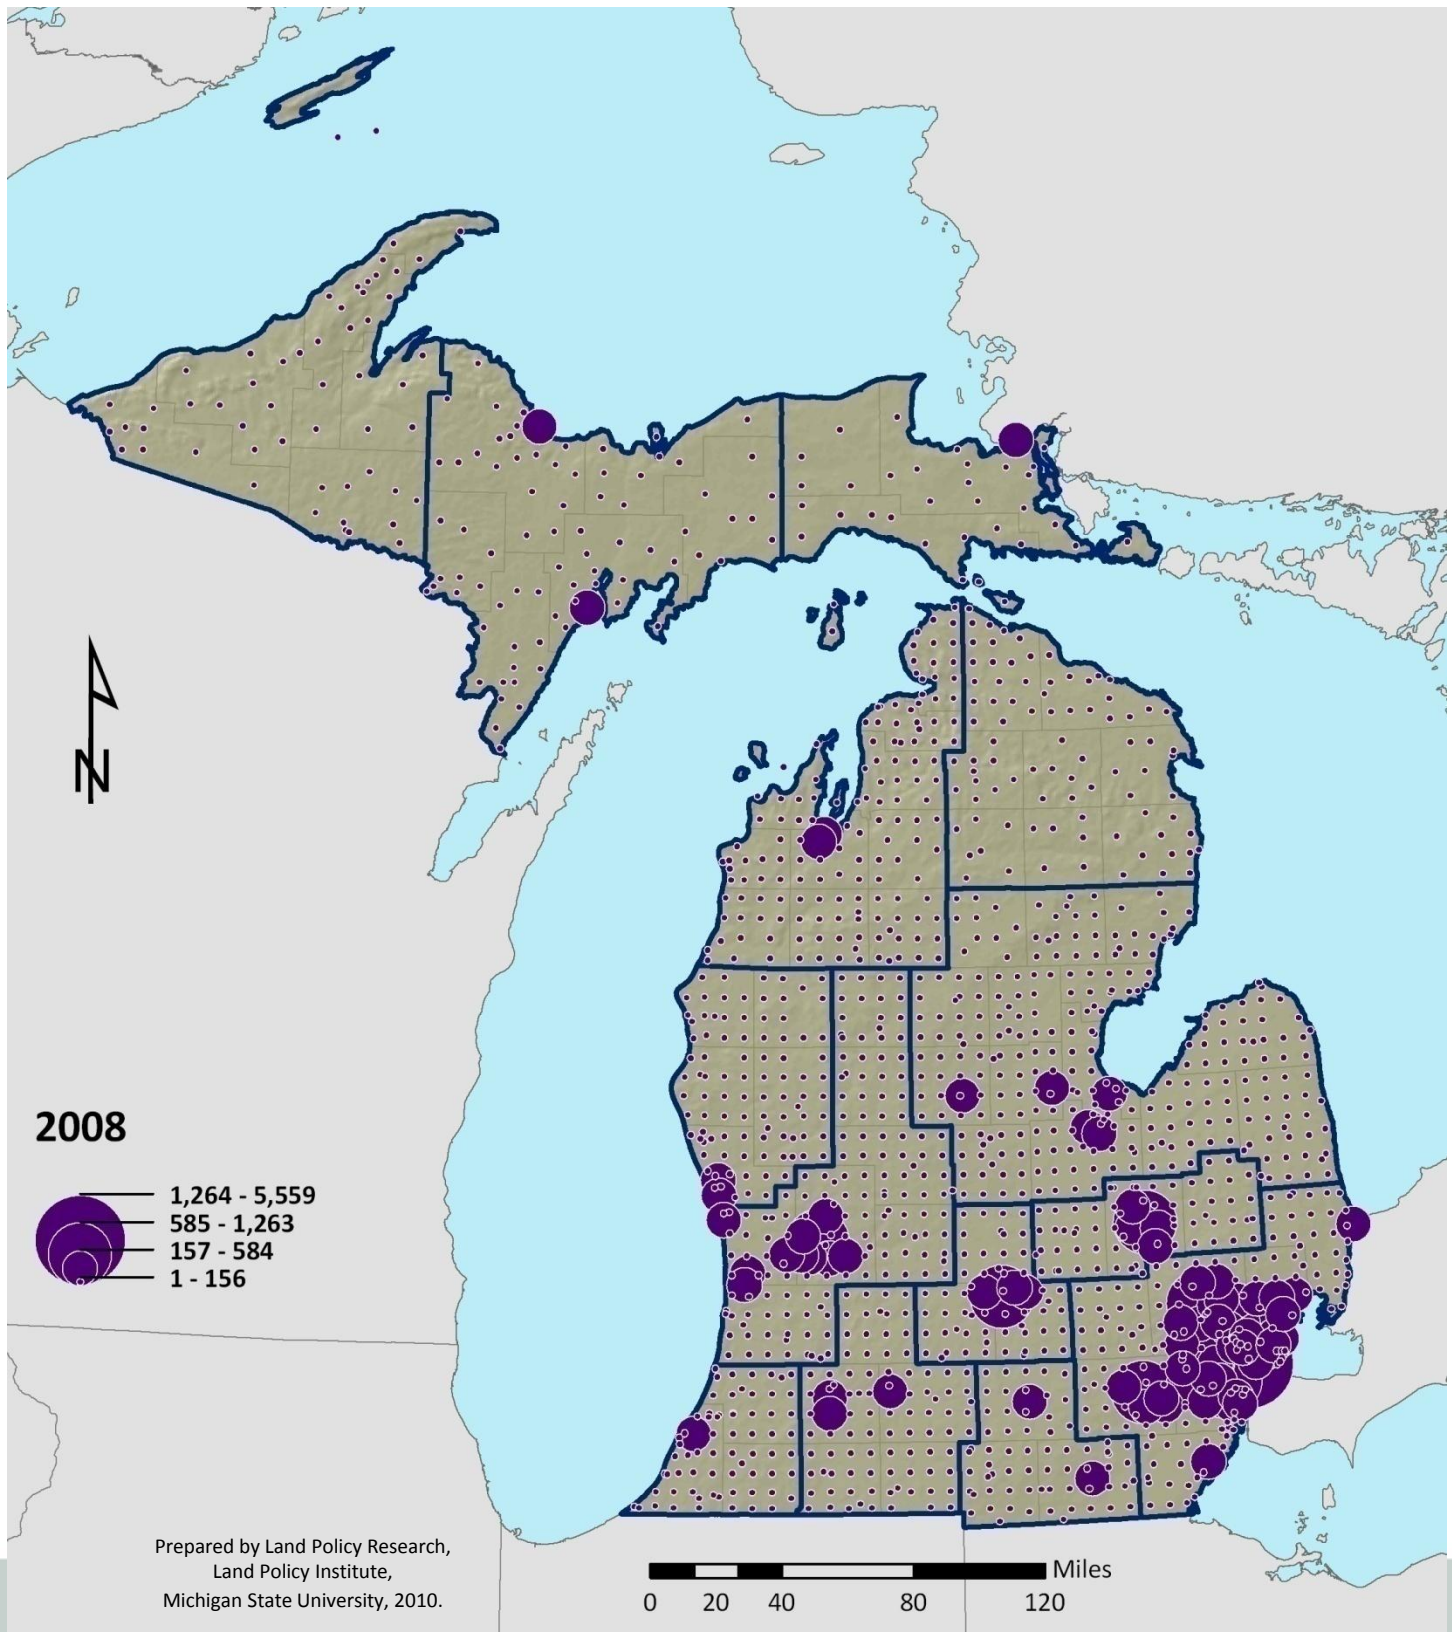 N
2008
1,264 - 5,559
585 - 1,263
157 - 584
1 - 156
Prepared by Land Policy Research,
Land Policy Institute,
Michigan State University, 2010.
Miles
0 20 40 80 120